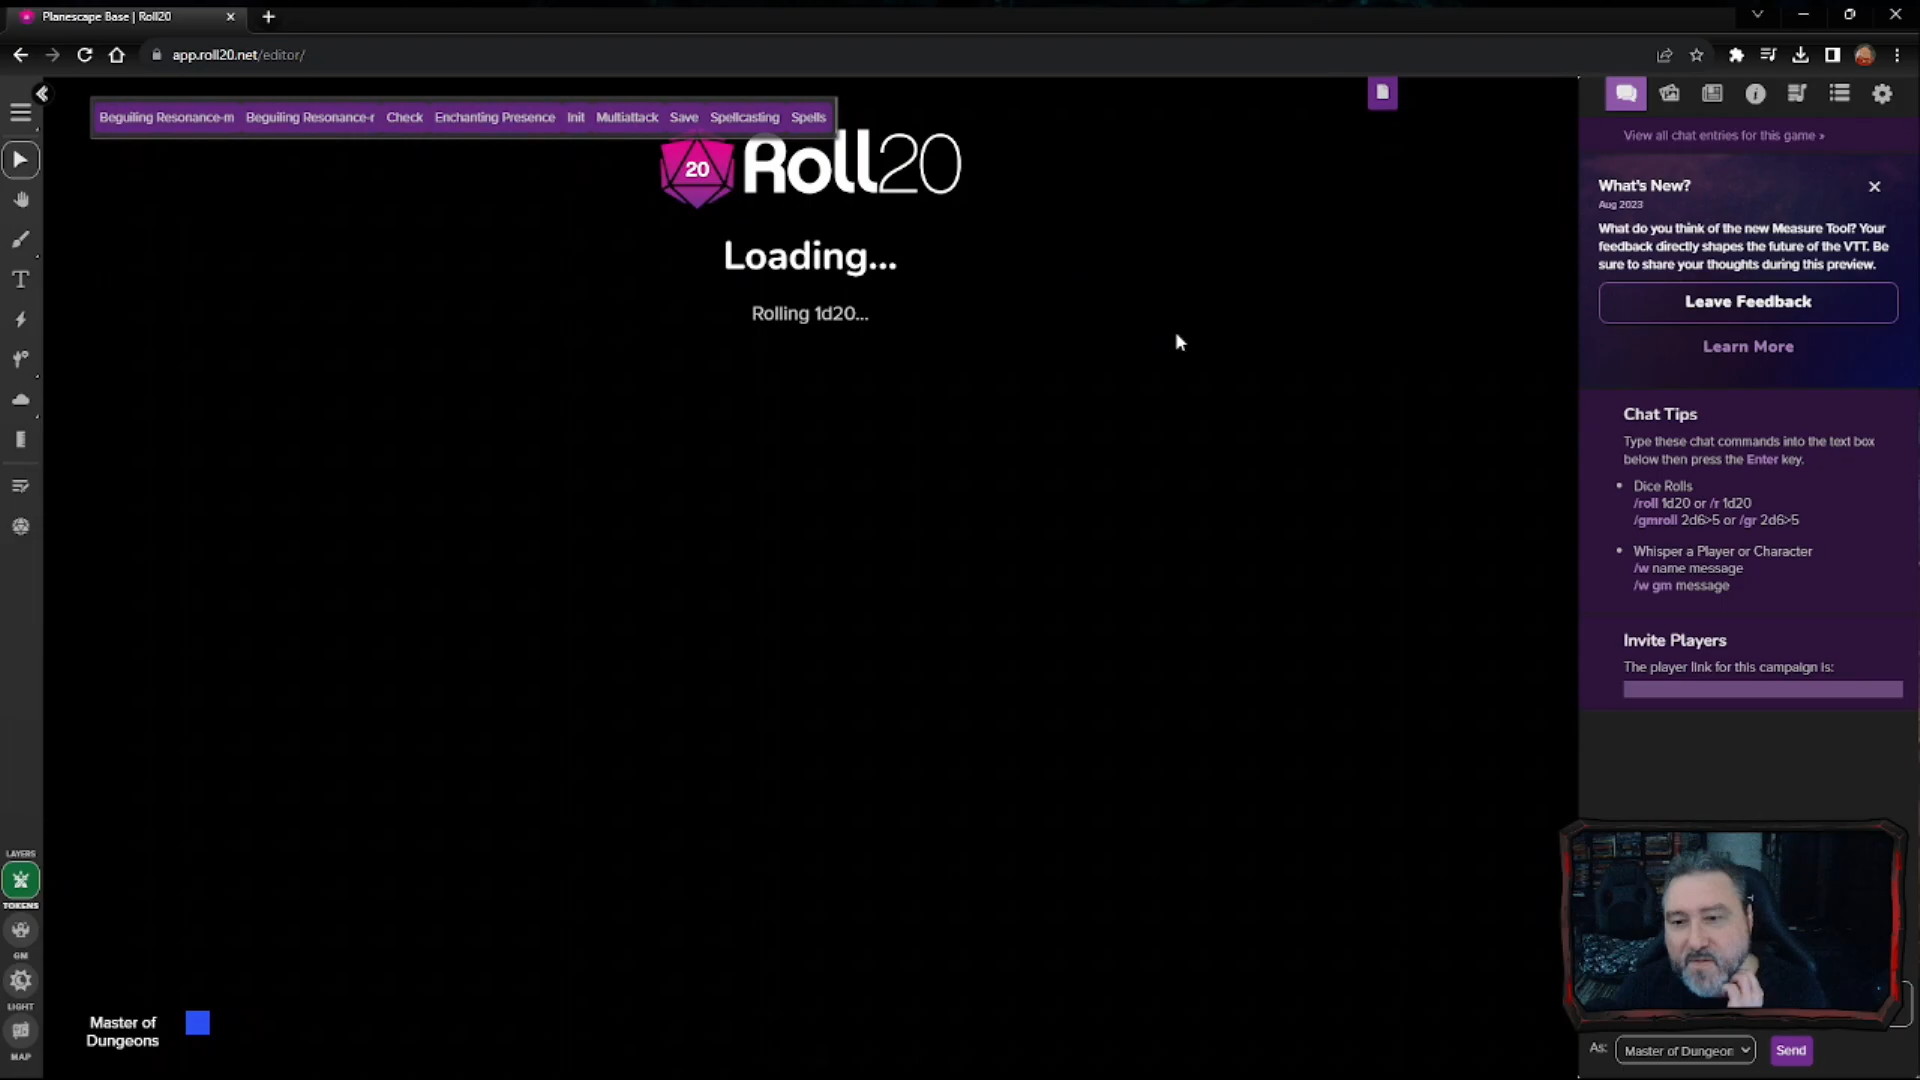 Planescape Base | Roll20
app.roll20.net/editor/
Beguiling Resonance-m Beguiling Resonance-r Check Enchanting Presence Init Multiattack Save Spellcasting Spells
20 Roll20
Loading...
Rolling 1d20...
View all chat entries for this game »
What's New?
Aug 2023
What do you think of the new Measure Tool? Your
feedback directly shapes the future of the VTT. Be
sure to share your thoughts during this preview.
Leave Feedback
Learn More
Chat Tips
Type these chat commands into the text box
below then press the Enter key.
• Dice Rolls
/roll 1d20 or /r 1d20
/gmroll 2d6>5 or /gr 2d6>5
• Whisper a Player or Character
/w name message
/w gm message
Invite Players
The player link for this campaign is:
LAYERS
TOKENS
GM
LIGHT
MAP
Master of
Dungeons
As: Master of Dungeon
Send